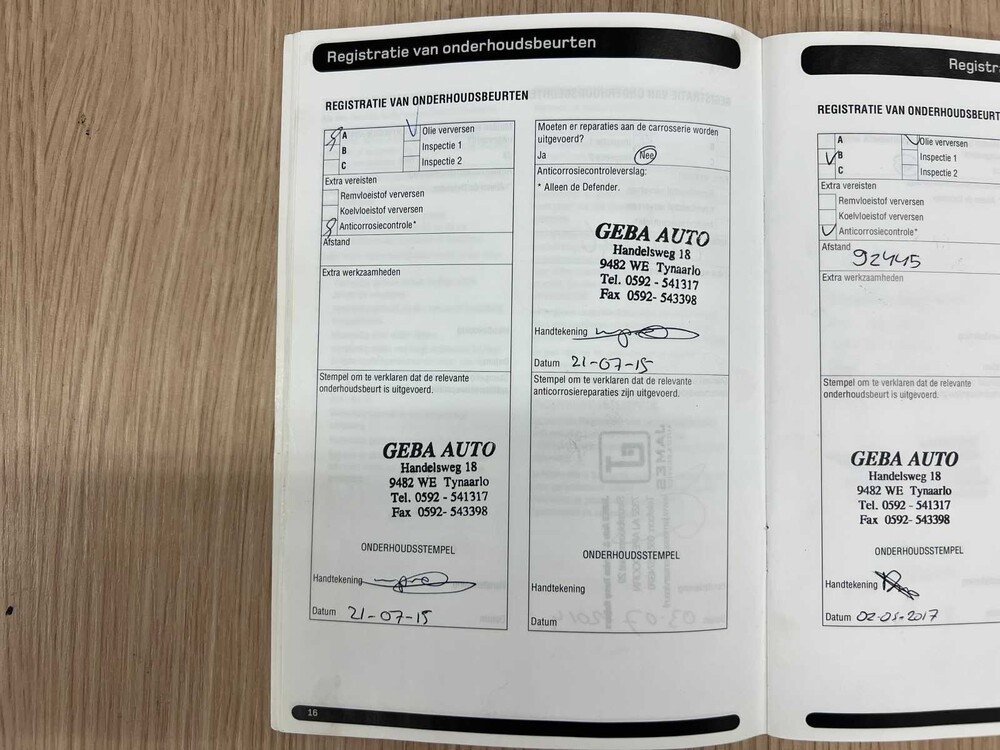 Registratie van onderhoudsbeurten
REGISTRATIE VAN ONDERHOUDSBEURTEN
A
B
C
Olie verversen
Inspectie 1
Inspectie 2
Extra vereisten
Remvloeistof verversen
Koelvloeistof verversen
Anticorrosiecontrole*
Afstand
Extra werkzaamheden
Stempel om te verklaren dat de relevante
onderhoudsbeurt is uitgevoerd.
GEBA AUTO
Handelsweg 18
9482 WE Tynaarlo
Tel. 0592 - 541317
Fax 0592- 543398
ONDERHOUDSSTEMPEL
Handtekening
Datum 21-07-15
Moeten er reparaties aan de carrosserie worden
uitgevoerd?
Ja Nee
Anticorrosiecontroleverslag:
* Alleen de Defender.
GEBA AUTO
Handelsweg 18
9482 WE Tynaarlo
Tel. 0592 - 541317
Fax 0592- 543398
Handtekening
Datum 21-07-15
Stempel om te verklaren dat de relevante
anticorrosiereparaties zijn uitgevoerd.
ONDERHOUDSSTEMPEL
Handtekening
Datum
16
Registr
REGISTRATIE VAN ONDERHOUDSBEURT
A
B
C
Olie verversen
Inspectie 1
Inspectie 2
Extra vereisten
Remvloeistof verversen
Koelvloeistof verversen
Anticorrosiecontrole*
Afstand 92445
Extra werkzaamheden
Stempel om te verklaren dat de relevante
onderhoudsbeurt is uitgevoerd.
GEBA AUTO
Handelsweg 18
9482 WE Tynaarlo
Tel. 0592 - 541317
Fax 0592- 543398
ONDERHOUDSSTEMPEL
Handtekening
Datum 02-05-2017